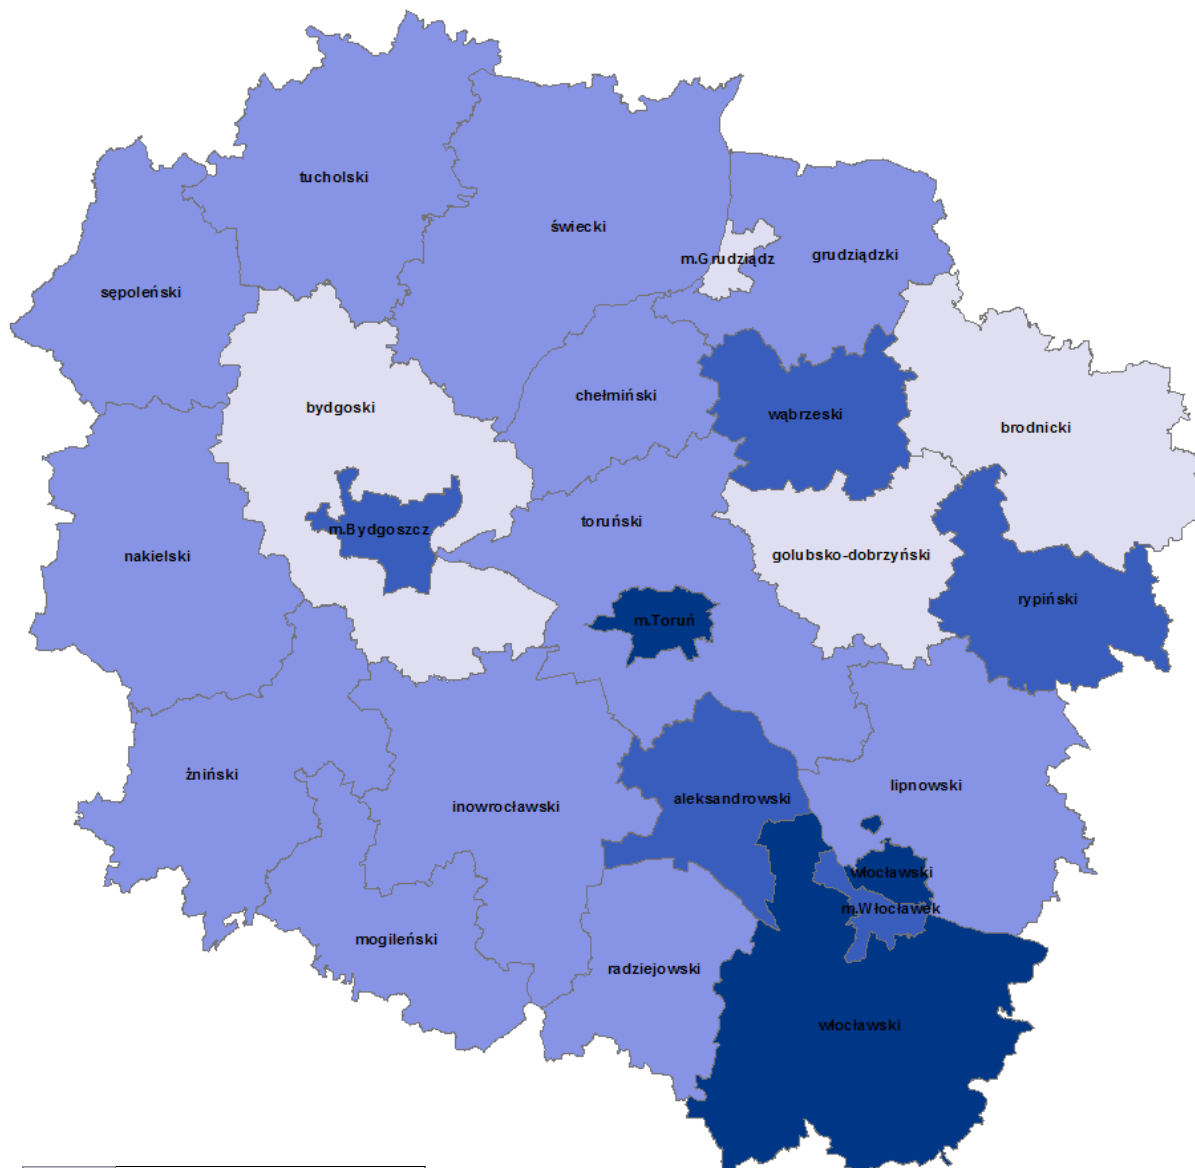 tucholski
świecki
m.Grudziądz
grudziądzki
sępoleński
chełmiński
bydgoski
wąbrzeski
brodnicki
toruński
m.Bydgoszcz
nakielski
golubsko-dobrzyński
rypiński
m.Toruń
żniński
lipnowski
aleksandrowski
inowrocławski
włocławski
m.Włocławek
mogileński
radziejowski
włocławski